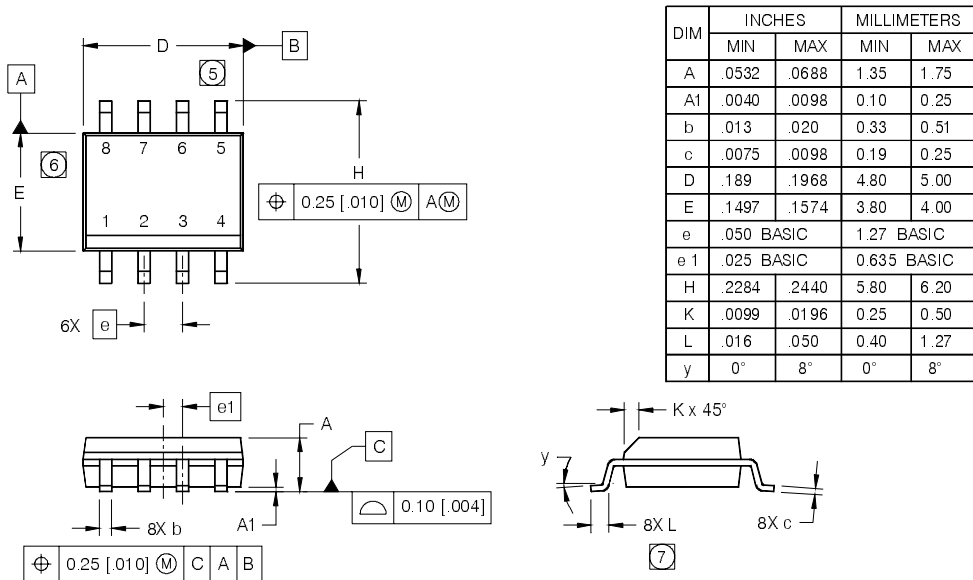 D
B
5
A
8 7 6 5
6
E
H
0.25 [.010] Ⓜ A Ⓜ
1 2 3 4
6X e
DIM INCHES MILLIMETERS
MIN MAX MIN MAX
A .0532 .0688 1.35 1.75
A1 .0040 .0098 0.10 0.25
b .013 .020 0.33 0.51
c .0075 .0098 0.19 0.25
D .189 .1968 4.80 5.00
E .1497 .1574 3.80 4.00
e .050 BASIC 1.27 BASIC
e 1 .025 BASIC 0.635 BASIC
H .2284 .2440 5.80 6.20
K .0099 .0196 0.25 0.50
L .016 .050 0.40 1.27
y 0° 8° 0° 8°
e1
A
C
0.10 [.004]
A1
8X b
0.25 [.010] Ⓜ C A B
K x 45°
y
8X L
8X c
7